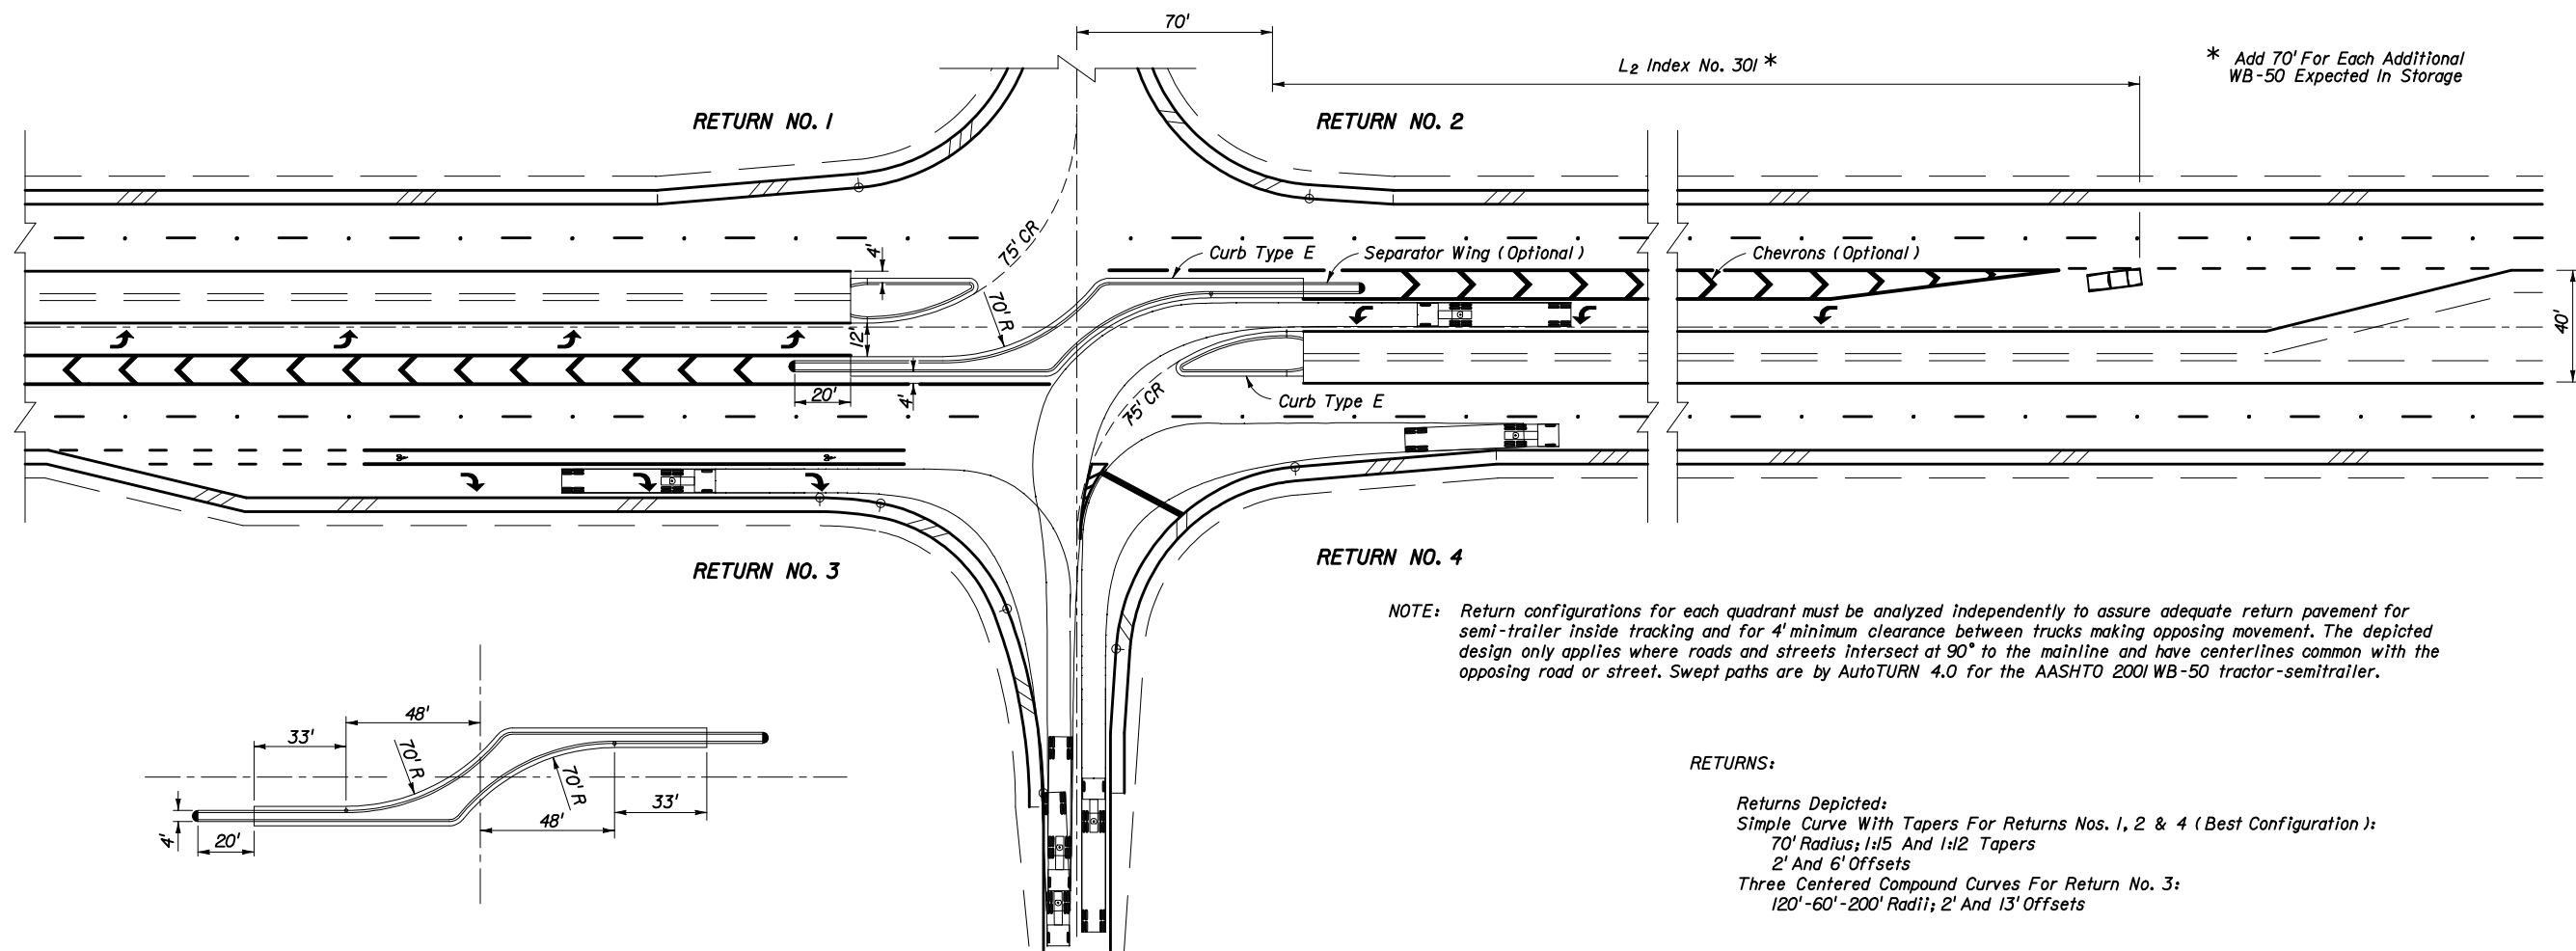 70'
L2 Index No. 301 *
* Add 70' For Each Additional
WB-50 Expected In Storage
RETURN NO. 1
RETURN NO. 2
4'
75' CR
Curb Type E
Separator Wing (Optional)
Chevrons (Optional)
70' R
12'
40'
20'
4'
75' CR
Curb Type E
RETURN NO. 3
RETURN NO. 4
NOTE: Return configurations for each quadrant must be analyzed independently to assure adequate return pavement for
semi-trailer inside tracking and for 4' minimum clearance between trucks making opposing movement. The depicted
design only applies where roads and streets intersect at 90° to the mainline and have centerlines common with the
opposing road or street. Swept paths are by AutoTURN 4.0 for the AASHTO 2001 WB-50 tractor-semitrailer.
48'
33'
70' R
70' R
33'
48'
4'
20'
RETURNS:
Returns Depicted:
Simple Curve With Tapers For Returns Nos. 1, 2 & 4 (Best Configuration):
70' Radius; 1:15 And 1:12 Tapers
2' And 6' Offsets
Three Centered Compound Curves For Return No. 3:
120'-60'-200' Radii; 2' And 13' Offsets